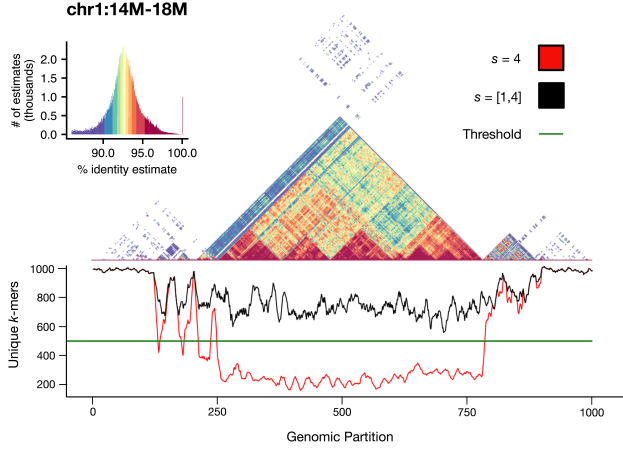 chr1:14M-18M
# of estimates
(thousands)
2.0
1.5
1.0
0.5
0.0
90.0 95.0 100.0
% identity estimate
s = 4
s = [1,4]
Threshold
Unique k-mers
1000
800
600
400
200
0 250 500 750 1000
Genomic Partition